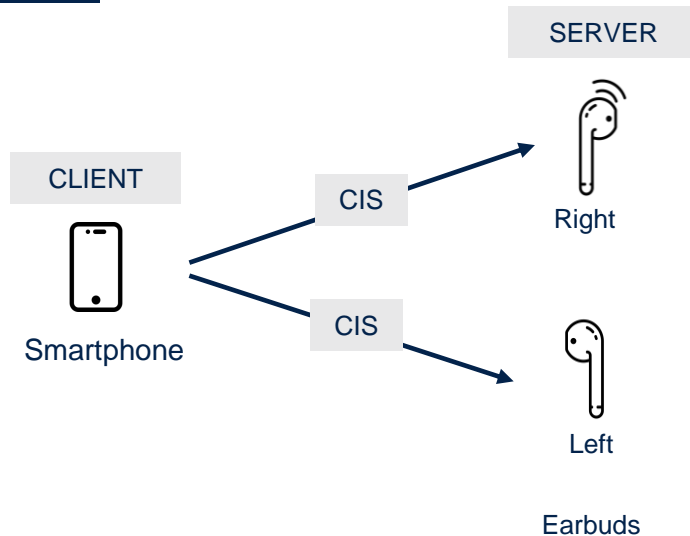 SERVER
CLIENT
CIS
Right
Smartphone
CIS
Left
Earbuds